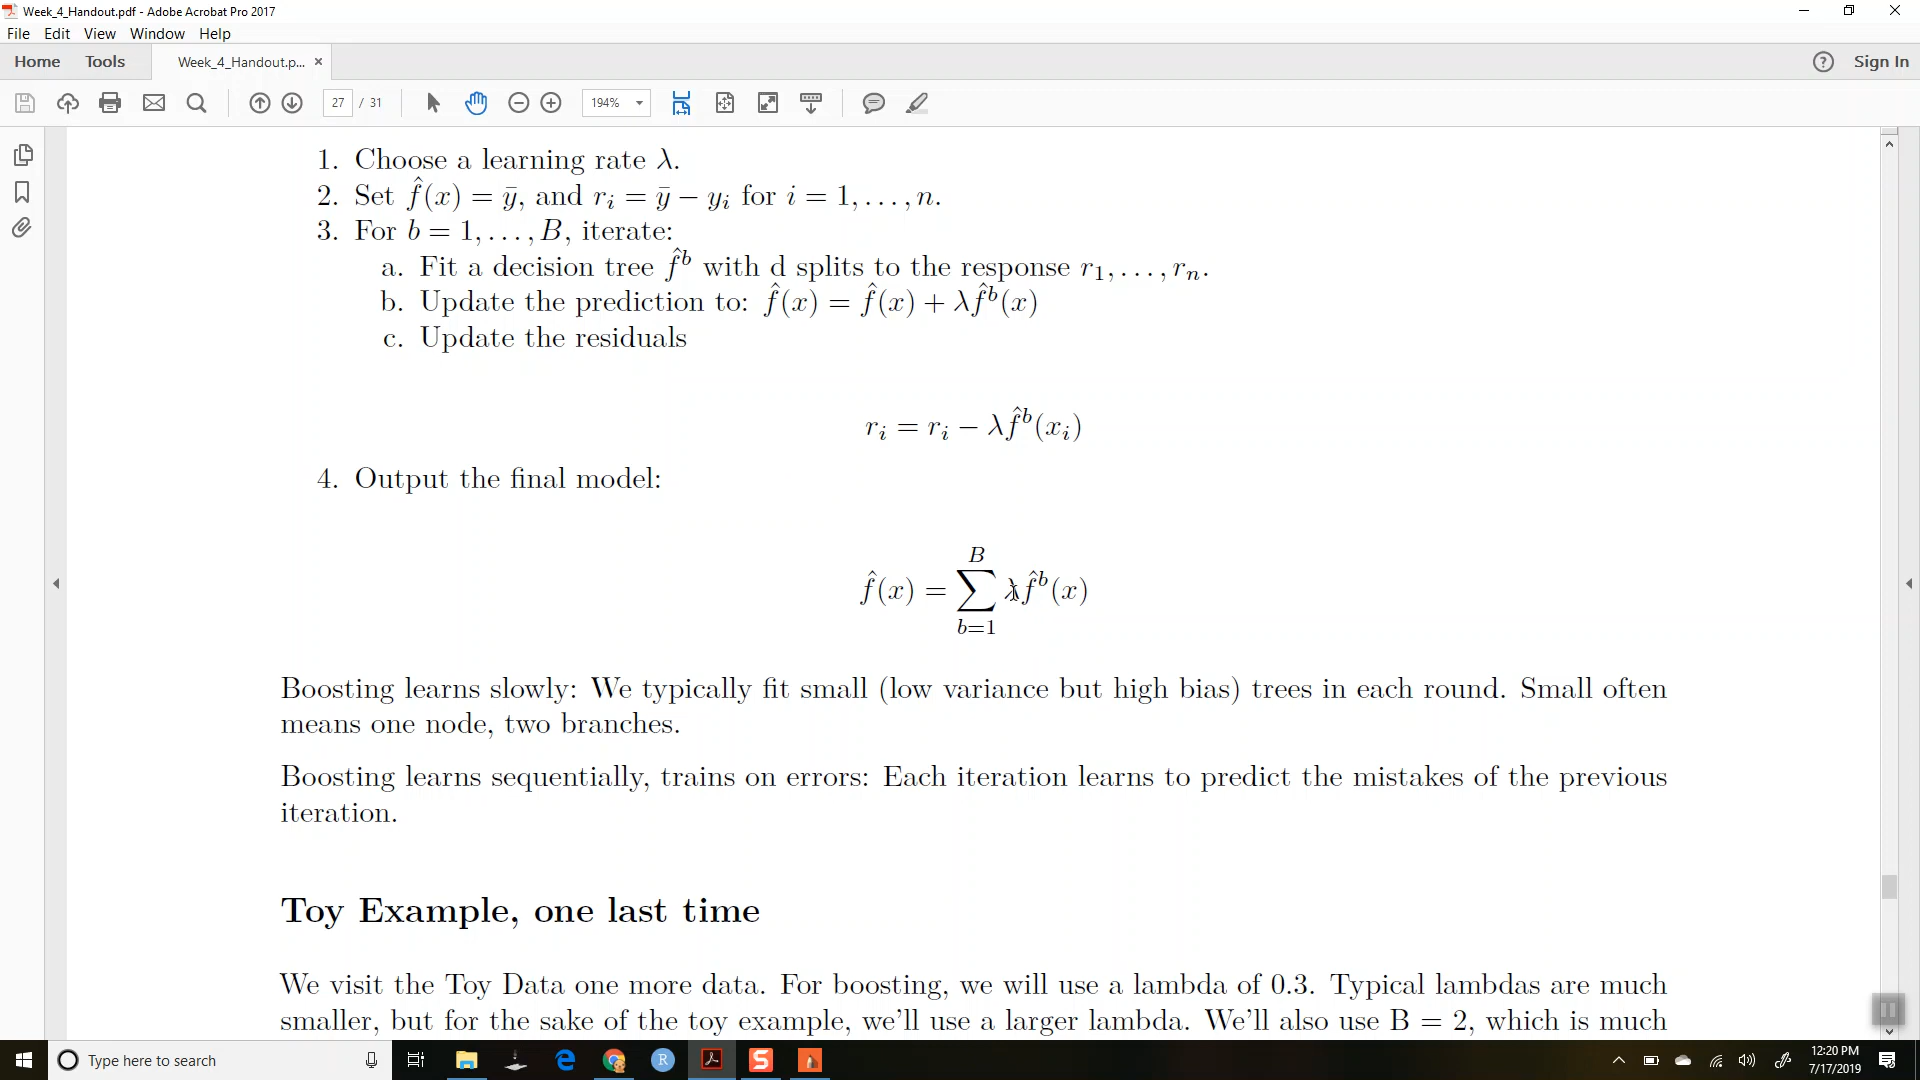 Week_4_Handout.pdf - Adobe Acrobat Pro 2017
File Edit View Window Help
Home Tools Week_4_Handout.p... × Sign In
27 / 31 194%
1. Choose a learning rate λ.
2. Set f̂(x) = ȳ, and rᵢ = ȳ − yᵢ for i = 1, . . . , n.
3. For b = 1, . . . , B, iterate:
a. Fit a decision tree f̂ᵇ with d splits to the response r₁, . . . , rₙ.
b. Update the prediction to: f̂(x) = f̂(x) + λf̂ᵇ(x)
c. Update the residuals
rᵢ = rᵢ − λf̂ᵇ(xᵢ)
4. Output the final model:
B
f̂(x) = ∑ λf̂ᵇ(x)
b=1
Boosting learns slowly: We typically fit small (low variance but high bias) trees in each round. Small often
means one node, two branches.
Boosting learns sequentially, trains on errors: Each iteration learns to predict the mistakes of the previous
iteration.
Toy Example, one last time
We visit the Toy Data one more data. For boosting, we will use a lambda of 0.3. Typical lambdas are much
smaller, but for the sake of the toy example, we'll use a larger lambda. We'll also use B = 2, which is much
Type here to search
12:20 PM
7/17/2019